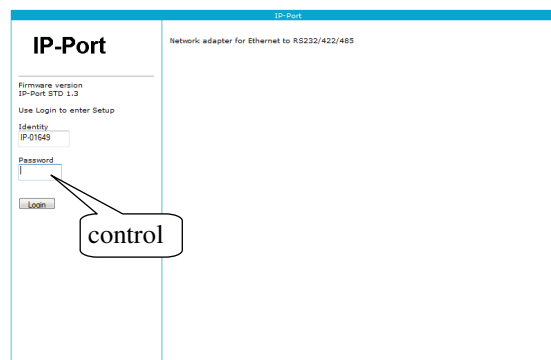 IP-Port
IP-Port
Network adapter for Ethernet to RS232/422/485
Firmware version
IP-Port STD 1.3
Use Login to enter Setup
Identity
IP-01649
Password
Login
control